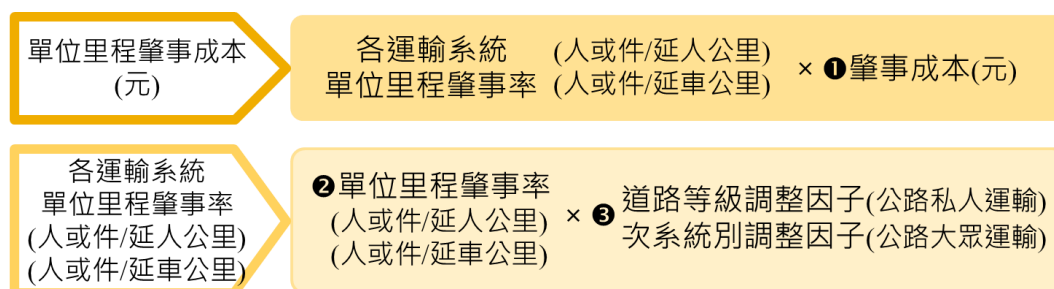 單位里程肇事成本
(元)
各運輸系統 (人或件/延人公里)
單位里程肇事率 (人或件/延車公里)
× ❶肇事成本(元)
各運輸系統
單位里程肇事率
(人或件/延人公里)
(人或件/延車公里)
❷單位里程肇事率
(人或件/延人公里)
(人或件/延車公里)
× ❸
道路等級調整因子(公路私人運輸)
次系統別調整因子(公路大眾運輸)